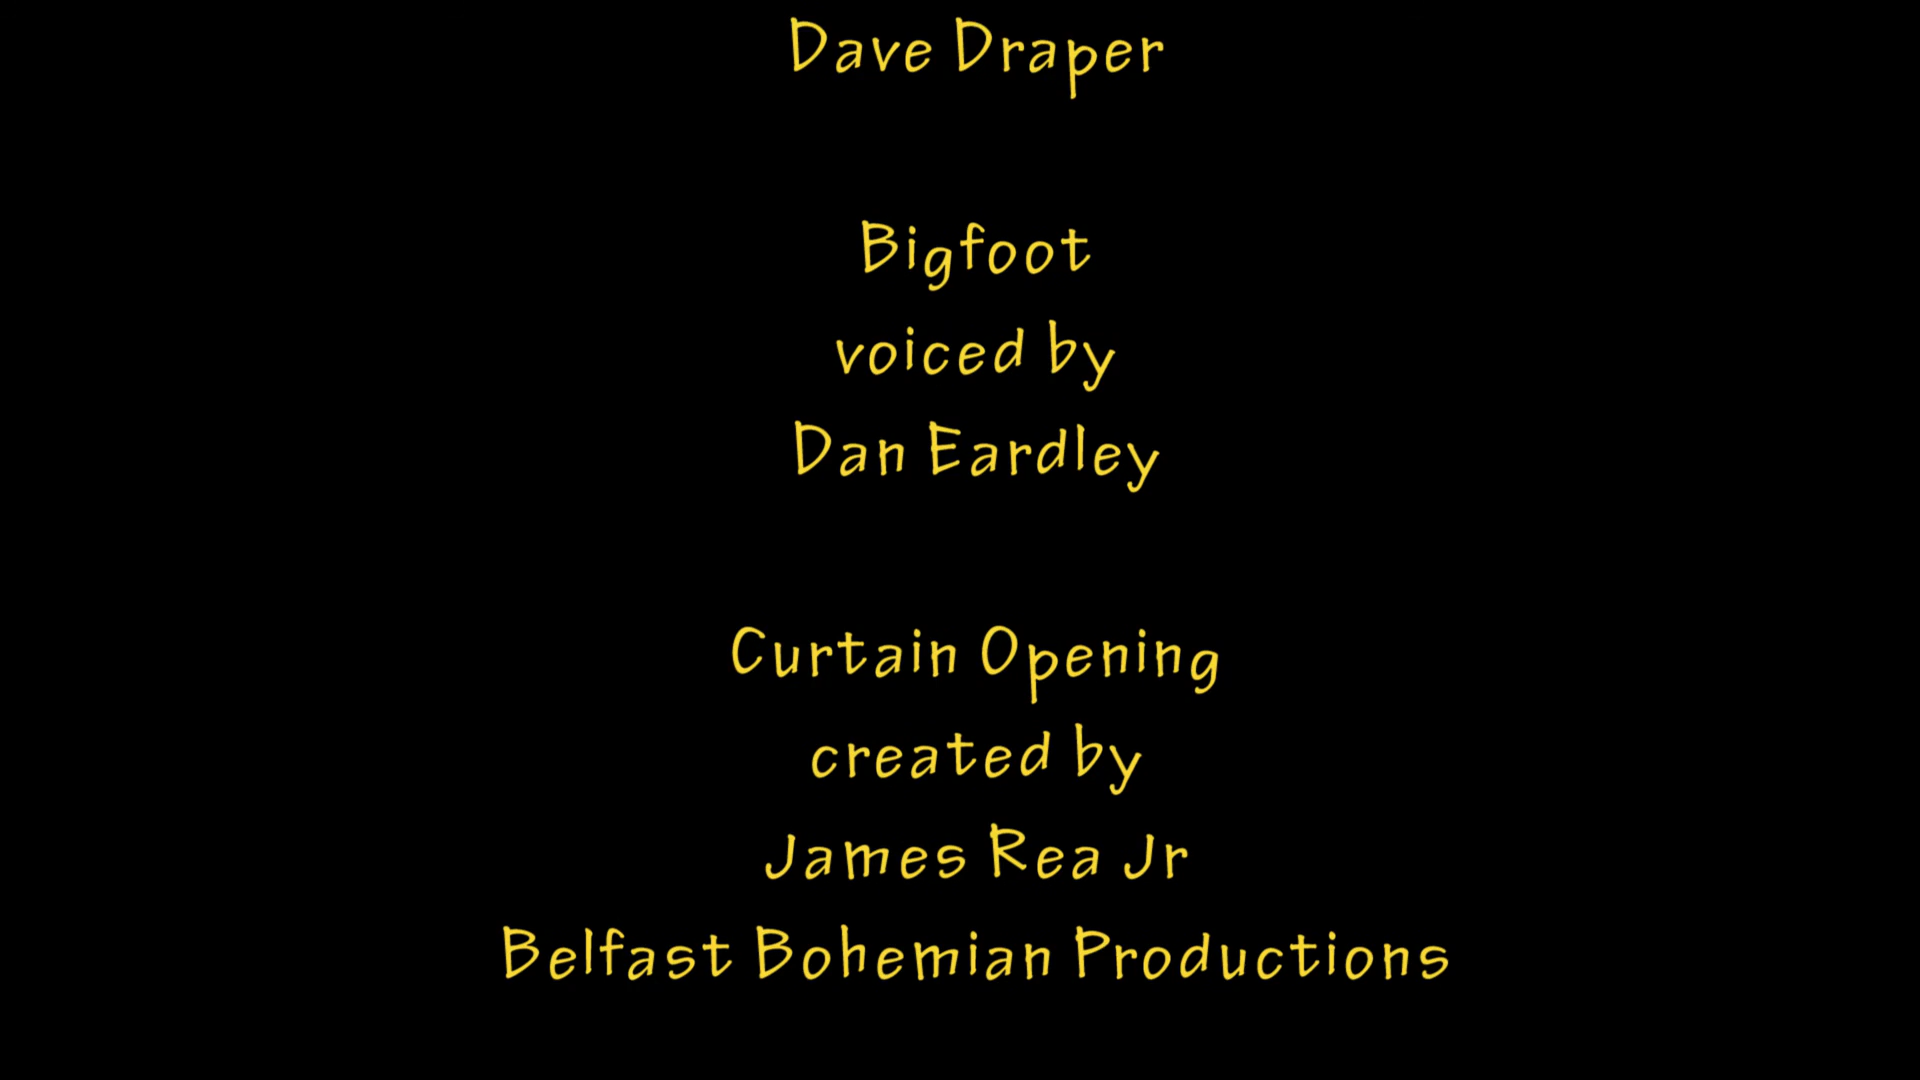 Dave Draper
Bigfoot
voiced by
Dan Eardley
Curtain Opening
created by
James Rea Jr
Belfast Bohemian Productions